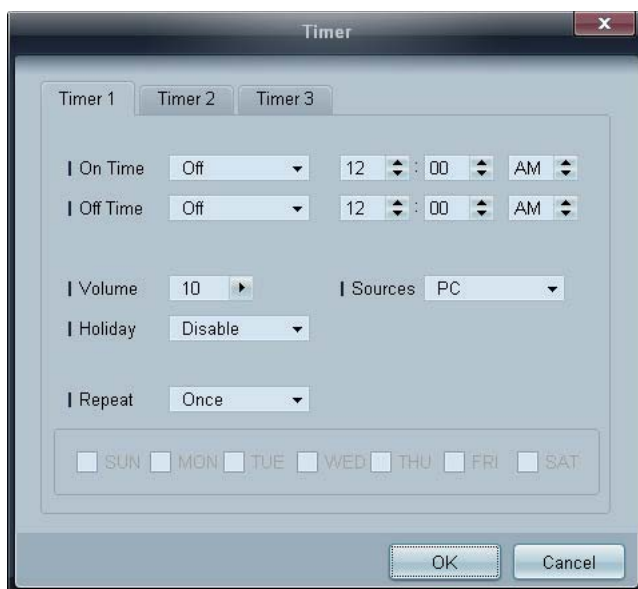 Timer
x
Timer 1 Timer 2 Timer 3
On Time Off 12 : 00 AM
Off Time Off 12 : 00 AM
Volume 10 Sources PC
Holiday Disable
Repeat Once
SUN MON TUE WED THU FRI SAT
OK Cancel